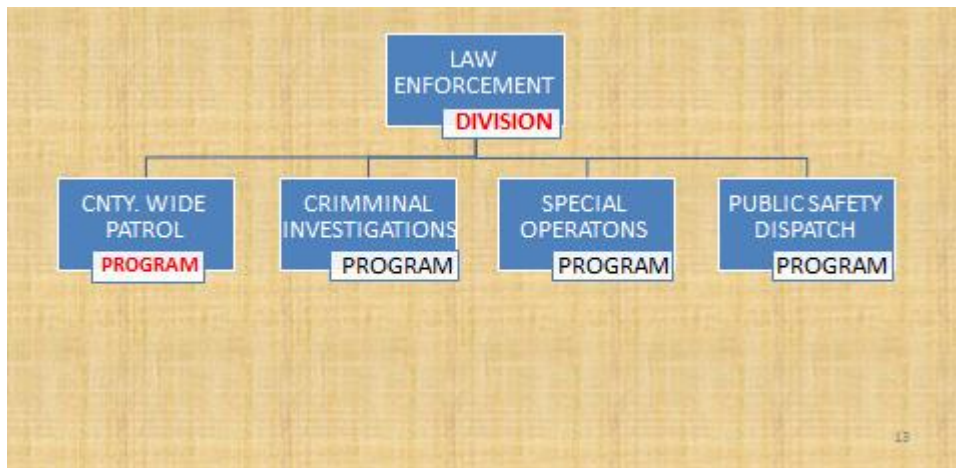 LAW
ENFORCEMENT
DIVISION
CNTY. WIDE
PATROL
PROGRAM
CRIMMINAL
INVESTIGATIONS
PROGRAM
SPECIAL
OPERATONS
PROGRAM
PUBLIC SAFETY
DISPATCH
PROGRAM
13